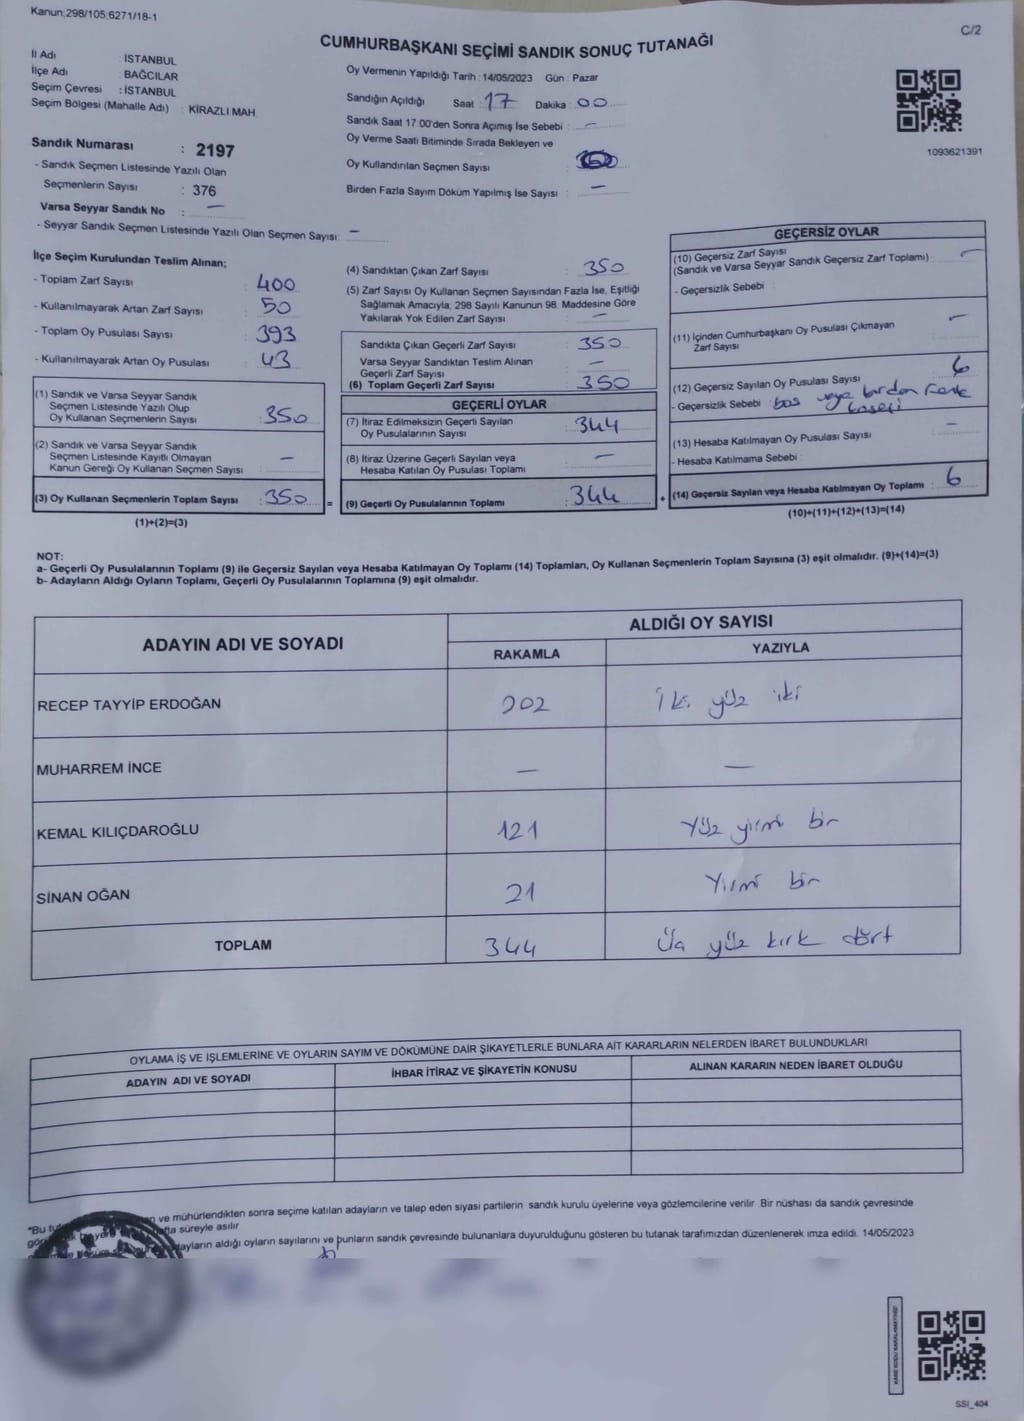 Kanun;298/105;6271/18-1
C/2
CUMHURBAŞKANI SEÇİMİ SANDIK SONUÇ TUTANAĞI
İl Adı : İSTANBUL
İlçe Adı : BAĞCILAR
Seçim Çevresi : İSTANBUL
Seçim Bölgesi (Mahalle Adı) : KİRAZLI MAH.
Sandık Numarası : 2197
- Sandık Seçmen Listesinde Yazılı Olan
Seçmenlerin Sayısı : 376
Varsa Seyyar Sandık No : —
- Seyyar Sandık Seçmen Listesinde Yazılı Olan Seçmen Sayısı: —
Oy Vermenin Yapıldığı Tarih : 14/05/2023 Gün : Pazar
Sandığın Açıldığı Saat : 17 Dakika : 00
Sandık Saat 17:00'den Sonra Açımış İse Sebebi : —
Oy Verme Saati Bitiminde Sırada Bekleyen ve
Oy Kullandırılan Seçmen Sayısı :
Birden Fazla Sayım Döküm Yapılmış İse Sayısı : —
1093621391
İlçe Seçim Kurulundan Teslim Alınan;
- Toplam Zarf Sayısı : 400
- Kullanılmayarak Artan Zarf Sayısı : 50
- Toplam Oy Pusulası Sayısı : 393
- Kullanılmayarak Artan Oy Pusulası : 43
(1) Sandık ve Varsa Seyyar Sandık
Seçmen Listesinde Yazılı Olup
Oy Kullanan Seçmenlerin Sayısı : 350
(2) Sandık ve Varsa Seyyar Sandık
Seçmen Listesinde Kayıtlı Olmayan
Kanun Gereği Oy Kullanan Seçmen Sayısı : —
(3) Oy Kullanan Seçmenlerin Toplam Sayısı : 350 =
(1)+(2)=(3)
(4) Sandıktan Çıkan Zarf Sayısı : 350
(5) Zarf Sayısı Oy Kullanan Seçmen Sayısından Fazla İse, Eşitliği
Sağlamak Amacıyla, 298 Sayılı Kanunun 98. Maddesine Göre
Yakılarak Yok Edilen Zarf Sayısı : —
Sandıkta Çıkan Geçerli Zarf Sayısı : 350
Varsa Seyyar Sandıktan Teslim Alınan
Geçerli Zarf Sayısı : —
(6) Toplam Geçerli Zarf Sayısı : 350
GEÇERLİ OYLAR
(7) İtiraz Edilmeksizin Geçerli Sayılan
Oy Pusulalarının Sayısı : 344
(8) İtiraz Üzerine Geçerli Sayılan veya
Hesaba Katılan Oy Pusulası Toplamı : —
(9) Geçerli Oy Pusulalarının Toplamı : 344 +
GEÇERSİZ OYLAR
(10) Geçersiz Zarf Sayısı
(Sandık ve Varsa Seyyar Sandık Geçersiz Zarf Toplamı) : —
- Geçersizlik Sebebi :
(11) İçinden Cumhurbaşkanı Oy Pusulası Çıkmayan
Zarf Sayısı : —
(12) Geçersiz Sayılan Oy Pusulası Sayısı : 6
- Geçersizlik Sebebi : boş veya birden
(13) Hesaba Katılmayan Oy Pusulası Sayısı : —
- Hesaba Katılmama Sebebi :
(14) Geçersiz Sayılan veya Hesaba Katılmayan Oy Toplamı : 6
(10)+(11)+(12)+(13)=(14)
NOT:
a- Geçerli Oy Pusulalarının Toplamı (9) ile Geçersiz Sayılan veya Hesaba Katılmayan Oy Toplamı (14) Toplamları, Oy Kullanan Seçmenlerin Toplam Sayısına (3) eşit olmalıdır. (9)+(14)=(3)
b- Adayların Aldığı Oyların Toplamı, Geçerli Oy Pusulalarının Toplamına (9) eşit olmalıdır.
ADAYIN ADI VE SOYADI ALDIĞI OY SAYISI
RAKAMLA YAZIYLA
RECEP TAYYİP ERDOĞAN 202 İki yüz iki
MUHARREM İNCE — —
KEMAL KILIÇDAROĞLU 121 Yüz yirmi bir
SİNAN OĞAN 21 Yirmi bir
TOPLAM 344 Üç yüz kırk dört
OYLAMA İŞ VE İŞLEMLERİNE VE OYLARIN SAYIM VE DÖKÜMÜNE DAİR ŞİKAYETLERLE BUNLARA AİT KARARLARIN NELERDEN İBARET BULUNDUKLARI
ADAYIN ADI VE SOYADI İHBAR İTİRAZ VE ŞİKAYETİN KONUSU ALINAN KARARIN NEDEN İBARET OLDUĞU
*Bu ve mühürlendikten sonra seçime katılan adayların ve talep eden siyasi partilerin sandık kurulu üyelerine veya gözlemcilerine verilir. Bir nüshası da sandık çevresinde
süreyle asılır
adayların aldığı oyların sayılarını ve bunların sandık çevresinde bulunanlara duyurulduğunu gösteren bu tutanak tarafımızdan düzenlenerek imza edildi. 14/05/2023
SSI_404